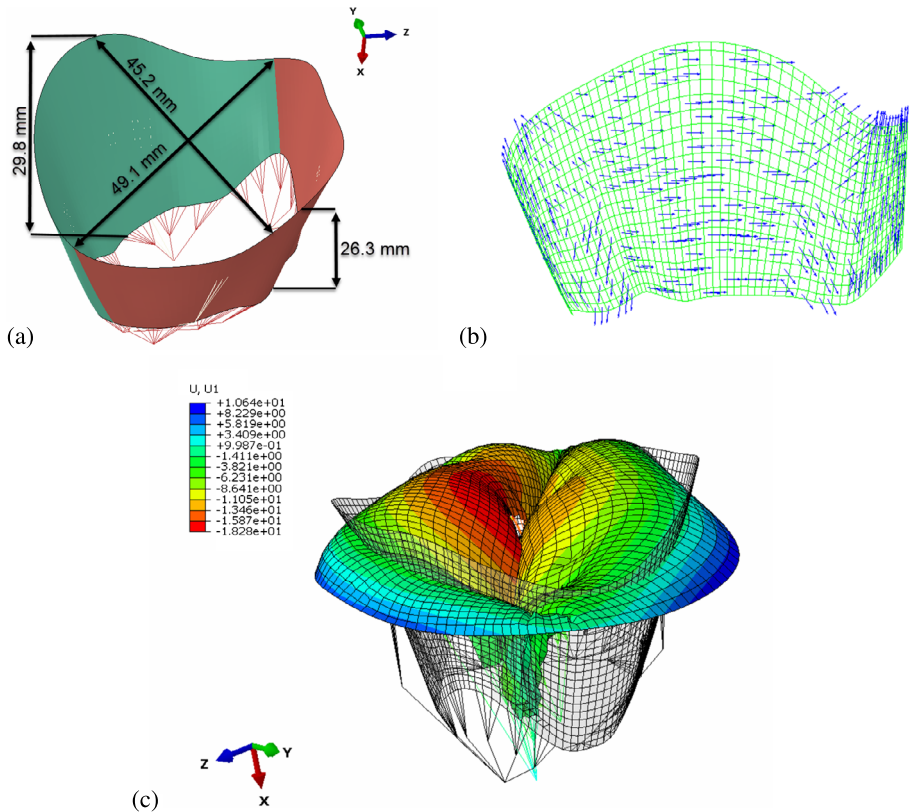 Y
Z
X
45.2 mm
29.8 mm
49.1 mm
26.3 mm
(a)
(b)
U, U1
+1.064e+01
+8.229e+00
+5.819e+00
+3.409e+00
+9.987e-01
-1.411e+00
-3.821e+00
-6.231e+00
-8.641e+00
-1.105e+01
-1.346e+01
-1.587e+01
-1.828e+01
Z
Y
X
(c)